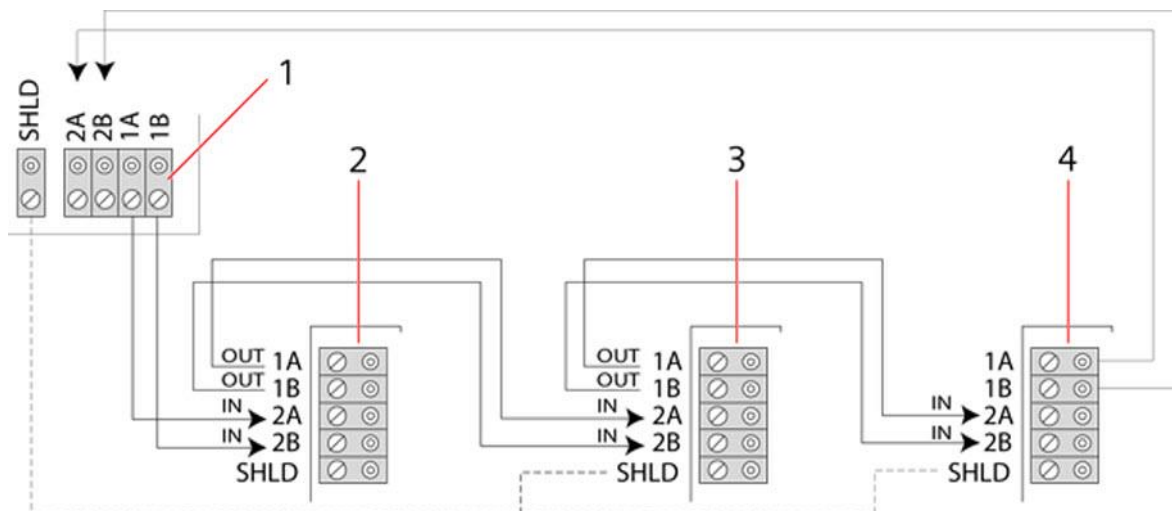 1
SHLD
2A
2B
1A
1B
2
3
4
OUT 1A
OUT 1B
IN 2A
IN 2B
SHLD
OUT 1A
OUT 1B
IN 2A
IN 2B
SHLD
1A
1B
IN 2A
IN 2B
SHLD